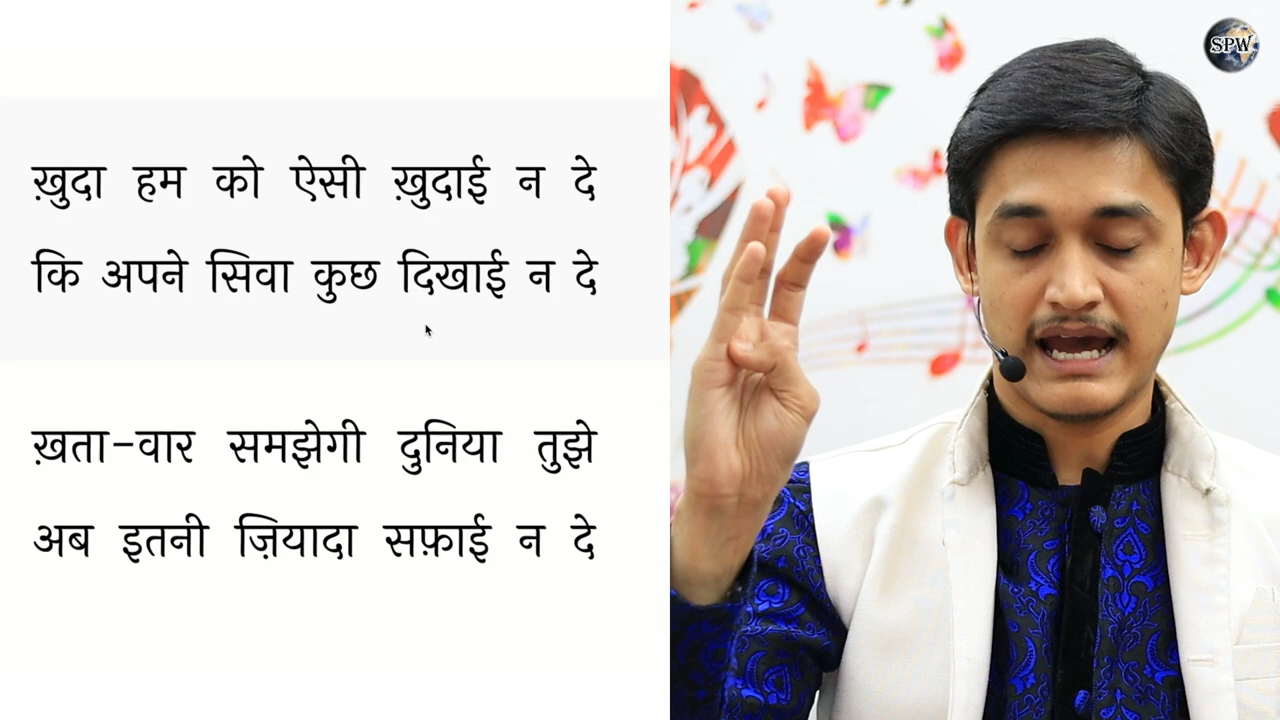 ख़ुदा हम को ऐसी ख़ुदाई न दे
कि अपने सिवा कुछ दिखाई न दे
ख़ता-वार समझेगी दुनिया तुझे
अब इतनी ज़ियादा सफ़ाई न दे
SPW